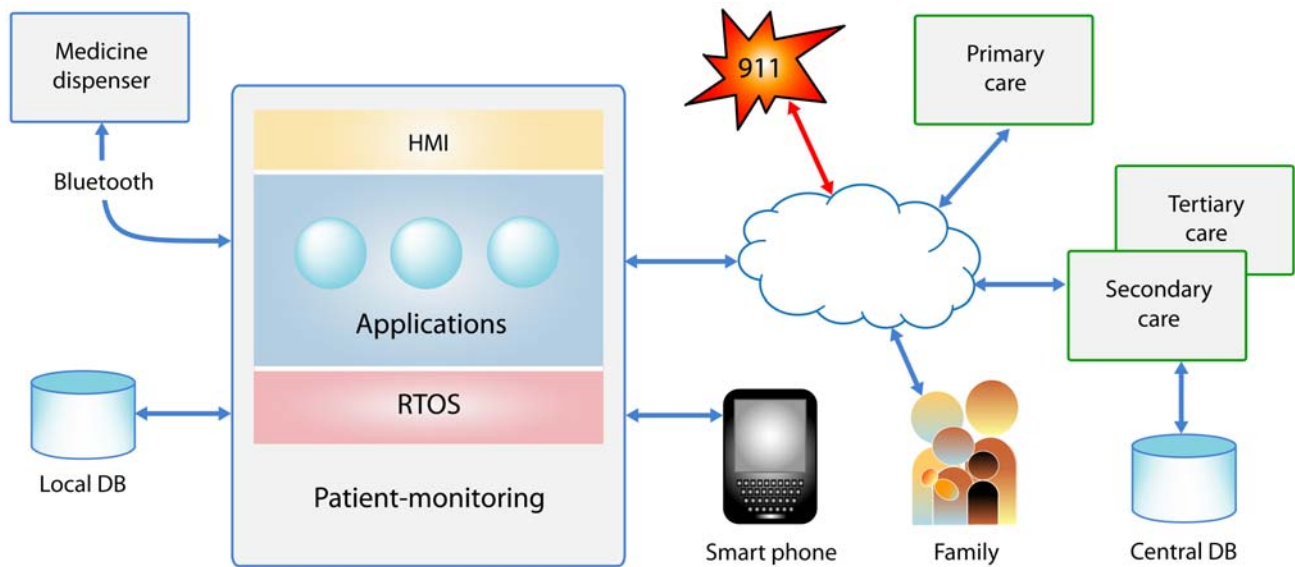 Medicine
dispenser
Bluetooth
Local DB
HMI
Applications
RTOS
Patient-monitoring
911
Primary
care
Tertiary
care
Secondary
care
Smart phone
Family
Central DB